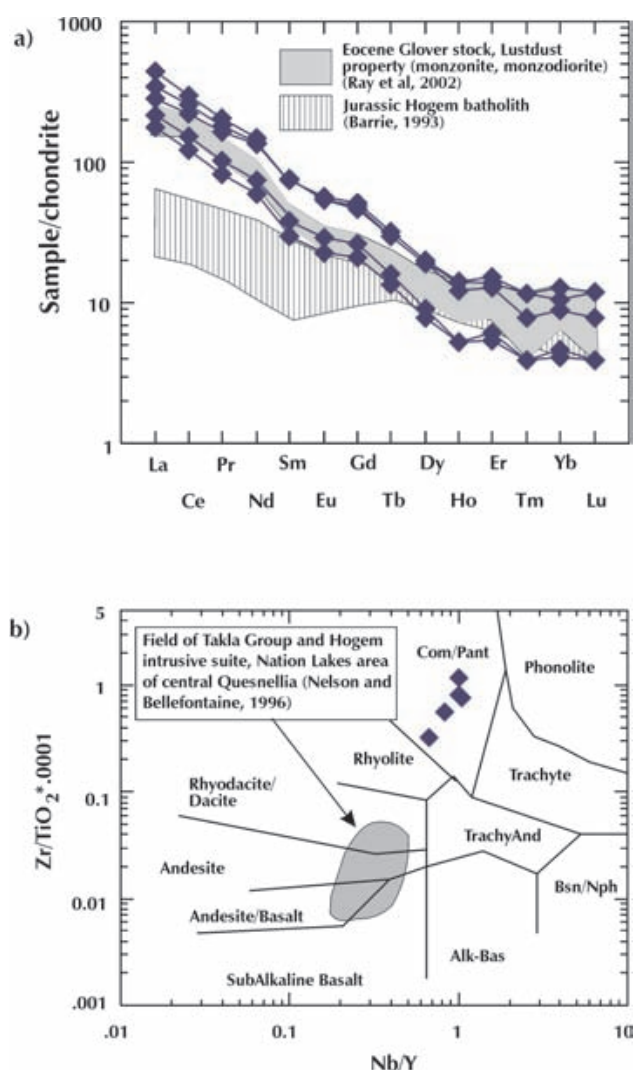 a)
1000
100
10
1
Sample/chondrite
Eocene Glover stock, Lustdust
property (monzonite, monzodiorite)
(Ray et al, 2002)
Jurassic Hogem batholith
(Barrie, 1993)
La Pr Sm Gd Dy Er Yb
Ce Nd Eu Tb Ho Tm Lu
b)
5
1
0.1
0.01
.001
Zr/TiO2*.0001
Field of Takla Group and Hogem
intrusive suite, Nation Lakes area
of central Quesnellia (Nelson and
Bellefontaine, 1996)
Com/Pant
Phonolite
Rhyolite
Trachyte
Rhyodacite/
Dacite
TrachyAnd
Andesite
Bsn/Nph
Andesite/Basalt
Alk-Bas
SubAlkaline Basalt
.01 0.1 1 10
Nb/Y